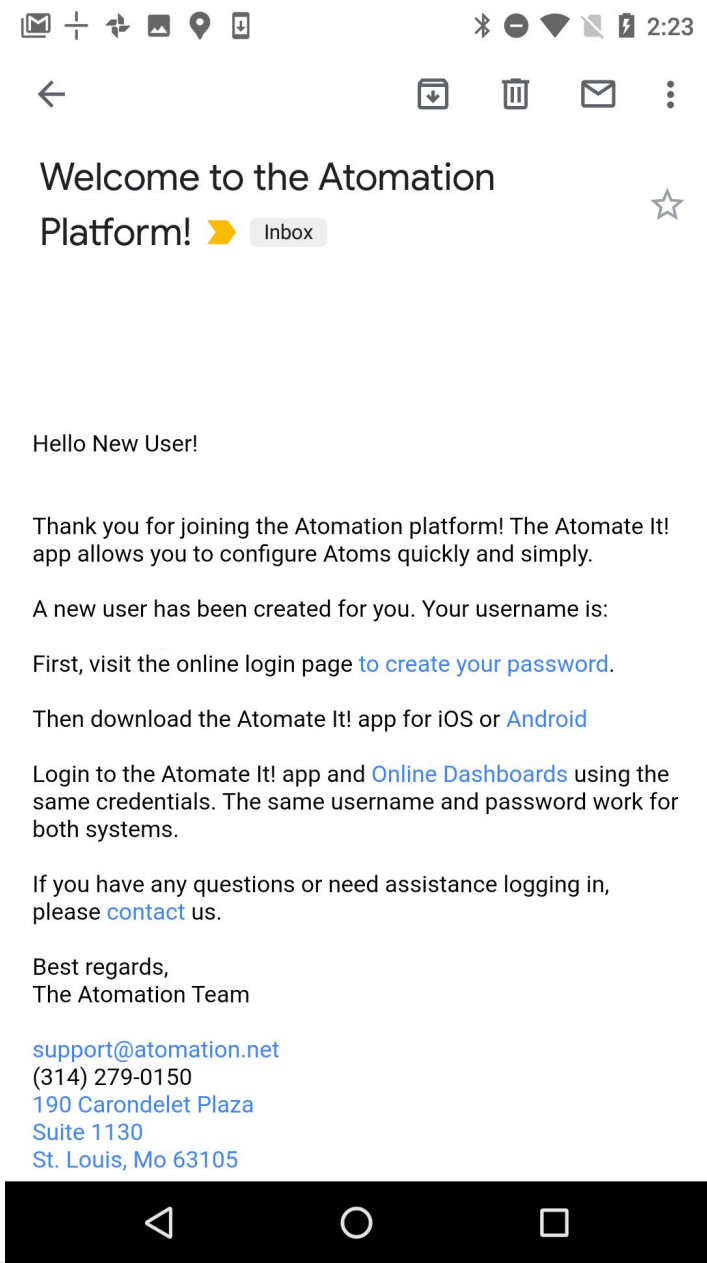 2:23
Welcome to the Atomation
Platform! Inbox
Hello New User!
Thank you for joining the Atomation platform! The Atomate It!
app allows you to configure Atoms quickly and simply.
A new user has been created for you. Your username is:
First, visit the online login page to create your password.
Then download the Atomate It! app for iOS or Android
Login to the Atomate It! app and Online Dashboards using the
same credentials. The same username and password work for
both systems.
If you have any questions or need assistance logging in,
please contact us.
Best regards,
The Atomation Team
support@atomation.net
(314) 279-0150
190 Carondelet Plaza
Suite 1130
St. Louis, Mo 63105